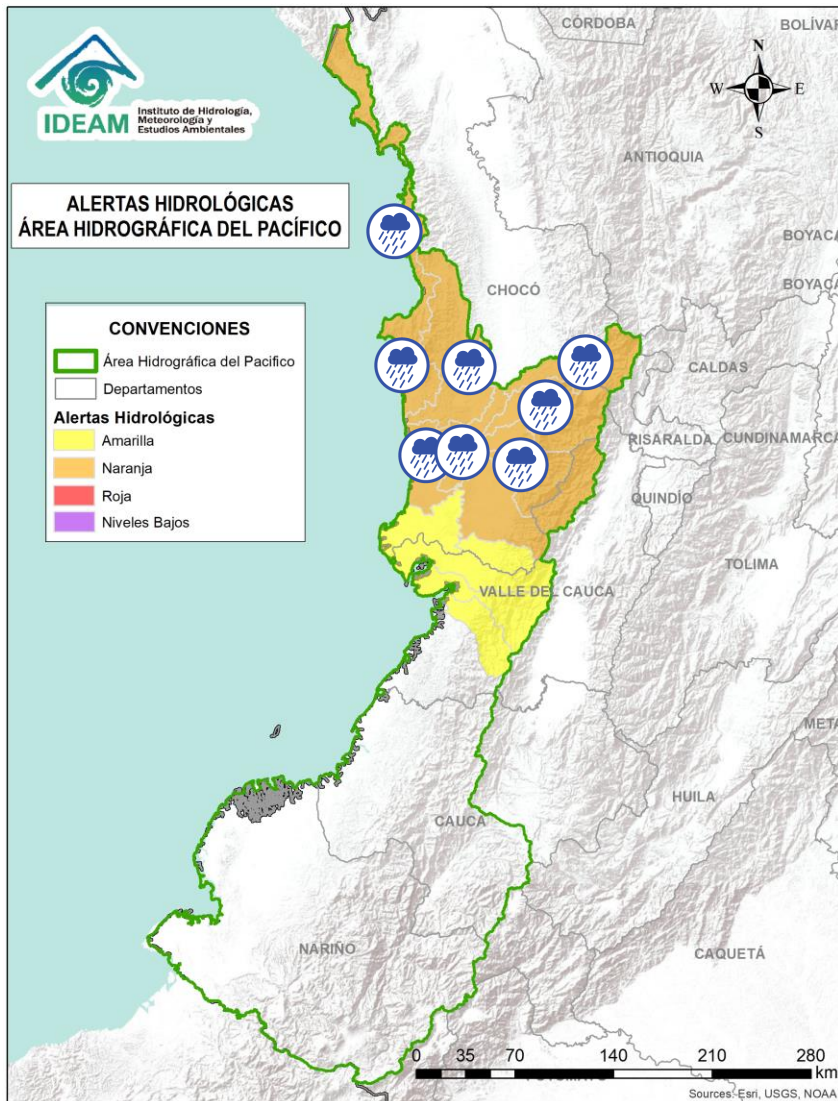 CÓRDOBA
BOLÍVAR
N
W E
S
IDEAM
Instituto de Hidrología,
Meteorología y
Estudios Ambientales
ANTIOQUIA
ALERTAS HIDROLÓGICAS
ÁREA HIDROGRÁFICA DEL PACÍFICO
BOYACÁ
BOYACÁ
CHOCÓ
CONVENCIONES
Área Hidrográfica del Pacifico
Departamentos
Alertas Hidrológicas
Amarilla
Naranja
Roja
Niveles Bajos
CALDAS
RISARALDA
CUNDINAMARCA
QUINDÍO
TOLIMA
VALLE DEL CAUCA
META
HUILA
CAUCA
NARIÑO
CAQUETÁ
0 35 70 140 210 280
km
Sources: Esri, USGS, NOAA